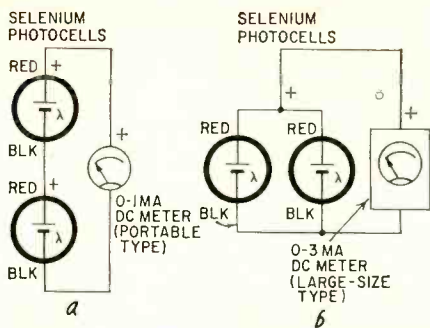 SELENIUM
PHOTOCELLS
RED +
λ
BLK
RED +
λ
BLK
+
0-1MA
DC METER
(PORTABLE
TYPE)
a
SELENIUM
PHOTOCELLS
+
+
RED
RED
λ
λ
BLK
BLK
0-3 MA
DC METER
(LARGE-SIZE
TYPE)
b